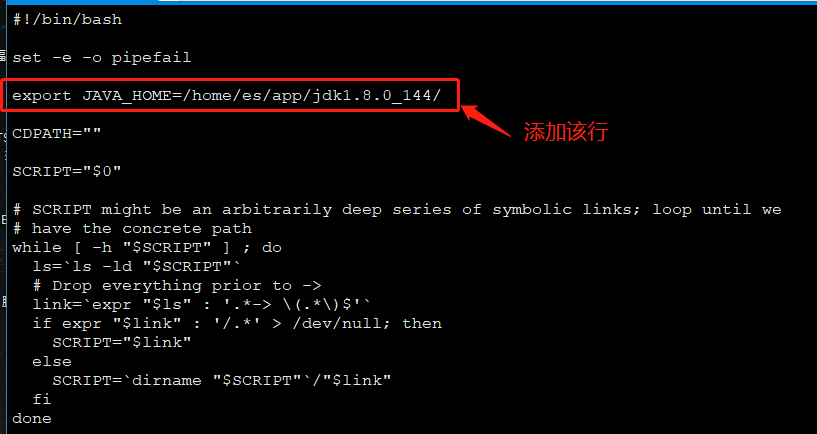 #!/bin/bash
set -e -o pipefail
export JAVA_HOME=/home/es/app/jdk1.8.0_144/
添加该行
CDPATH=""
SCRIPT="$0"
# SCRIPT might be an arbitrarily deep series of symbolic links; loop until we
# have the concrete path
while [ -h "$SCRIPT" ] ; do
  ls=`ls -ld "$SCRIPT"`
  # Drop everything prior to ->
  link=`expr "$ls" : '.*-> \(.*\)$'`
  if expr "$link" : '/.*' > /dev/null; then
    SCRIPT="$link"
  else
    SCRIPT=`dirname "$SCRIPT"`/"$link"
  fi
done